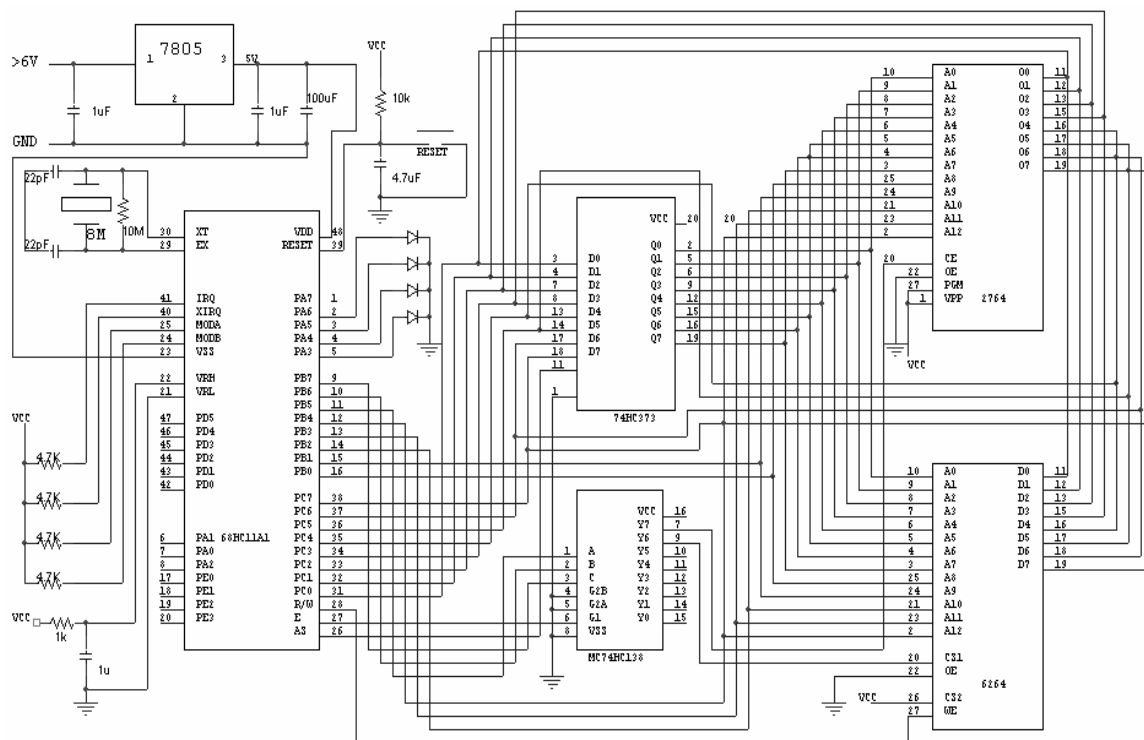 >6V
1
7805
3
5V
2
1uF
1uF
100uF
GND
VCC
10k
RESET
4.7uF
22pF
22pF
8M
10M
30 XT
29 EX
41 IRQ
40 XIRQ
25 MODA
24 MODB
23 VSS
22 VRH
21 VRL
47 PD5
46 PD4
45 PD3
44 PD2
43 PD1
42 PD0
6 PA1
7 PA0
8 PA2
17 PE0
18 PE1
19 PE2
20 PE3
68HC11A1
VDD 48
RESET 39
PA7 1
PA6 2
PA5 3
PA4 4
PA3 5
PB7 9
PB6 10
PB5 11
PB4 12
PB3 13
PB2 14
PB1 15
PB0 16
PC7 38
PC6 37
PC5 36
PC4 35
PC3 34
PC2 33
PC1 32
PC0 31
R/W 28
E 27
AS 26
VCC
4.7K
4.7K
4.7K
4.7K
VCC
1k
1u
VCC 20
20
3 D0
4 D1
7 D2
8 D3
13 D4
14 D5
17 D6
18 D7
11
1
Q0 2
Q1 5
Q2 6
Q3 9
Q4 12
Q5 15
Q6 16
Q7 19
74HC373
1 A
2 B
3 C
4 G2B
5 G2A
6 G1
8 VSS
VCC 16
Y7 7
Y6 9
Y5 10
Y4 11
Y3 12
Y2 13
Y1 14
Y0 15
MC74HC138
10 A0
9 A1
8 A2
7 A3
6 A4
5 A5
4 A6
3 A7
25 A8
24 A9
21 A10
23 A11
2 A12
20 CE
22 OE
27 PGM
1 VPP
2764
O0 11
O1 12
O2 13
O3 15
O4 16
O5 17
O6 18
O7 19
VCC
10 A0
9 A1
8 A2
7 A3
6 A4
5 A5
4 A6
3 A7
25 A8
24 A9
21 A10
23 A11
2 A12
20 CS1
22 OE
VCC
26 CS2
27 WE
6264
D0 11
D1 12
D2 13
D3 15
D4 16
D5 17
D6 18
D7 19